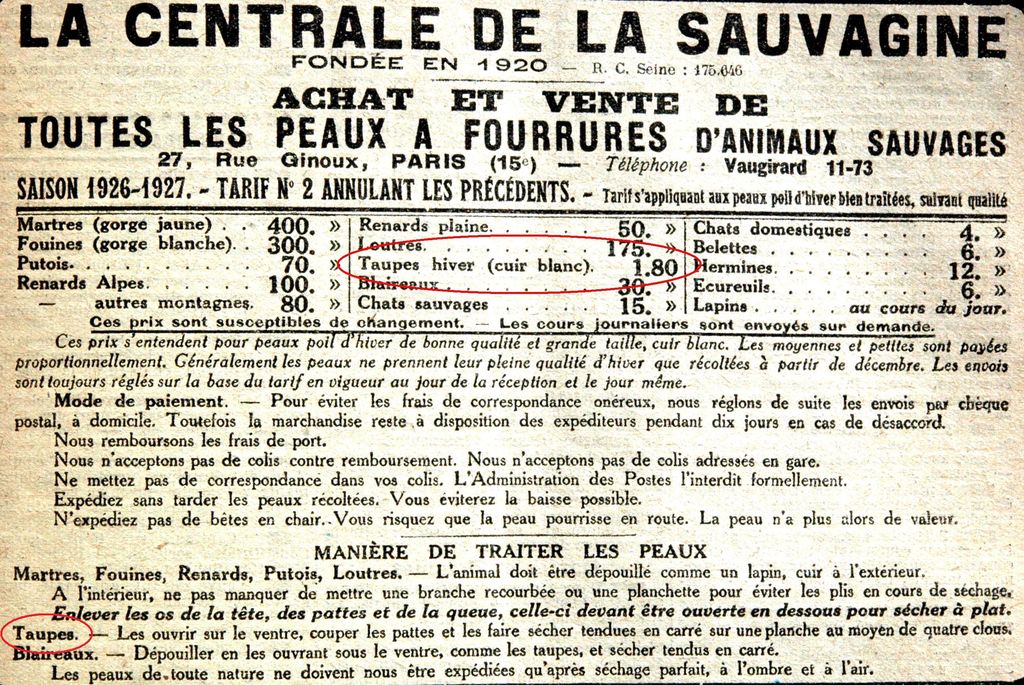 LA CENTRALE DE LA SAUVAGINE
FONDÉE EN 1920 — R. C. Seine : 175.646
ACHAT ET VENTE DE
TOUTES LES PEAUX A FOURRURES D'ANIMAUX SAUVAGES
27, Rue Ginoux, PARIS (15e) — Téléphone : Vaugirard 11-73
SAISON 1926-1927. - TARIF N° 2 ANNULANT LES PRÉCÉDENTS. - Tarif s'appliquant aux peaux poil d'hiver bien traitées, suivant qualité
Martres (gorge jaune) . . 400. »
Fouines (gorge blanche). . 300. »
Putois. . . . . . . . . 70. »
Renards Alpes. . . . . . 100. »
— autres montagnes. 80. »
Renards plaine. . . . . . 50. »
Loutres. . . . . . . . 175. »
Taupes hiver (cuir blanc). 1.80
Blaireaux . . . . . . . 30. »
Chats sauvages . . . . 15. »
Chats domestiques . . . 4. »
Belettes . . . . . . . 6. »
Hermines. . . . . . . 12. »
Ecureuils. . . . . . . 6. »
Lapins . . . . au cours du jour.
Ces prix sont susceptibles de changement. — Les cours journaliers sont envoyés sur demande.
Ces prix s'entendent pour peaux poil d'hiver de bonne qualité et grande taille, cuir blanc. Les moyennes et petites sont payées
proportionnellement. Généralement les peaux ne prennent leur pleine qualité d'hiver que récoltées à partir de décembre. Les envois
sont toujours réglés sur la base du tarif en vigueur au jour de la réception et le jour même.
Mode de paiement. — Pour éviter les frais de correspondance onéreux, nous réglons de suite les envois par chèque
postal, à domicile. Toutefois la marchandise reste à disposition des expéditeurs pendant dix jours en cas de désaccord.
Nous remboursons les frais de port.
Nous n'acceptons pas de colis contre remboursement. Nous n'acceptons pas de colis adressés en gare.
Ne mettez pas de correspondance dans vos colis. L'Administration des Postes l'interdit formellement.
Expédiez sans tarder les peaux récoltées. Vous éviterez la baisse possible.
N'expédiez pas de bêtes en chair. Vous risquez que la peau pourrisse en route. La peau n'a plus alors de valeur.
MANIÈRE DE TRAITER LES PEAUX
Martres, Fouines, Renards, Putois, Loutres. — L'animal doit être dépouillé comme un lapin, cuir à l'extérieur.
A l'intérieur, ne pas manquer de mettre une branche recourbée ou une planchette pour éviter les plis en cours de séchage.
Enlever les os de la tête, des pattes et de la queue, celle-ci devant être ouverte en dessous pour sécher à plat.
Taupes. — Les ouvrir sur le ventre, couper les pattes et les faire sécher tendues en carré sur une planche au moyen de quatre clous.
Blaireaux. — Dépouiller en les ouvrant sous le ventre, comme les taupes, et sécher tendus en carré.
Les peaux de toute nature ne doivent nous être expédiées qu'après séchage parfait, à l'ombre et à l'air.